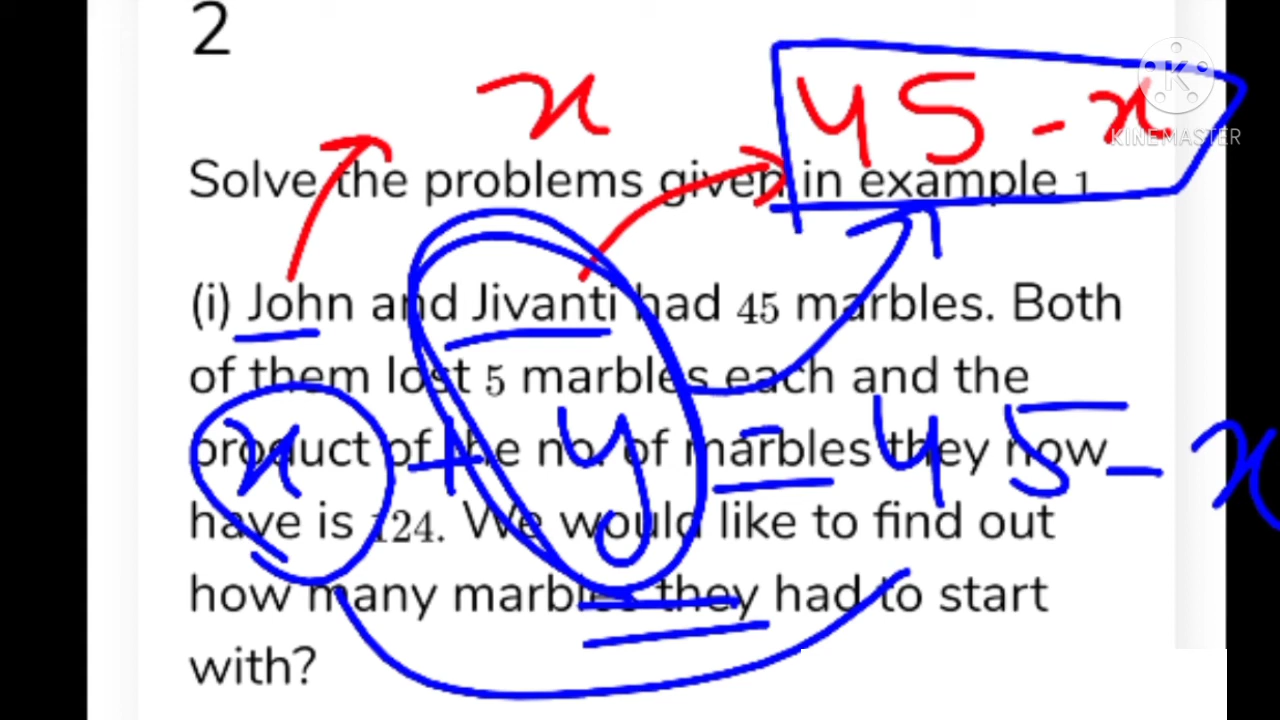 2
x
45 - x
K
KINEMASTER
Solve the problems given in example 1
(i) John and Jivanti had 45 marbles. Both
of them lost 5 marbles each and the
product of the no. of marbles they now
x + y = 45 - x
have is 124. We would like to find out
how many marbles they had to start
with?